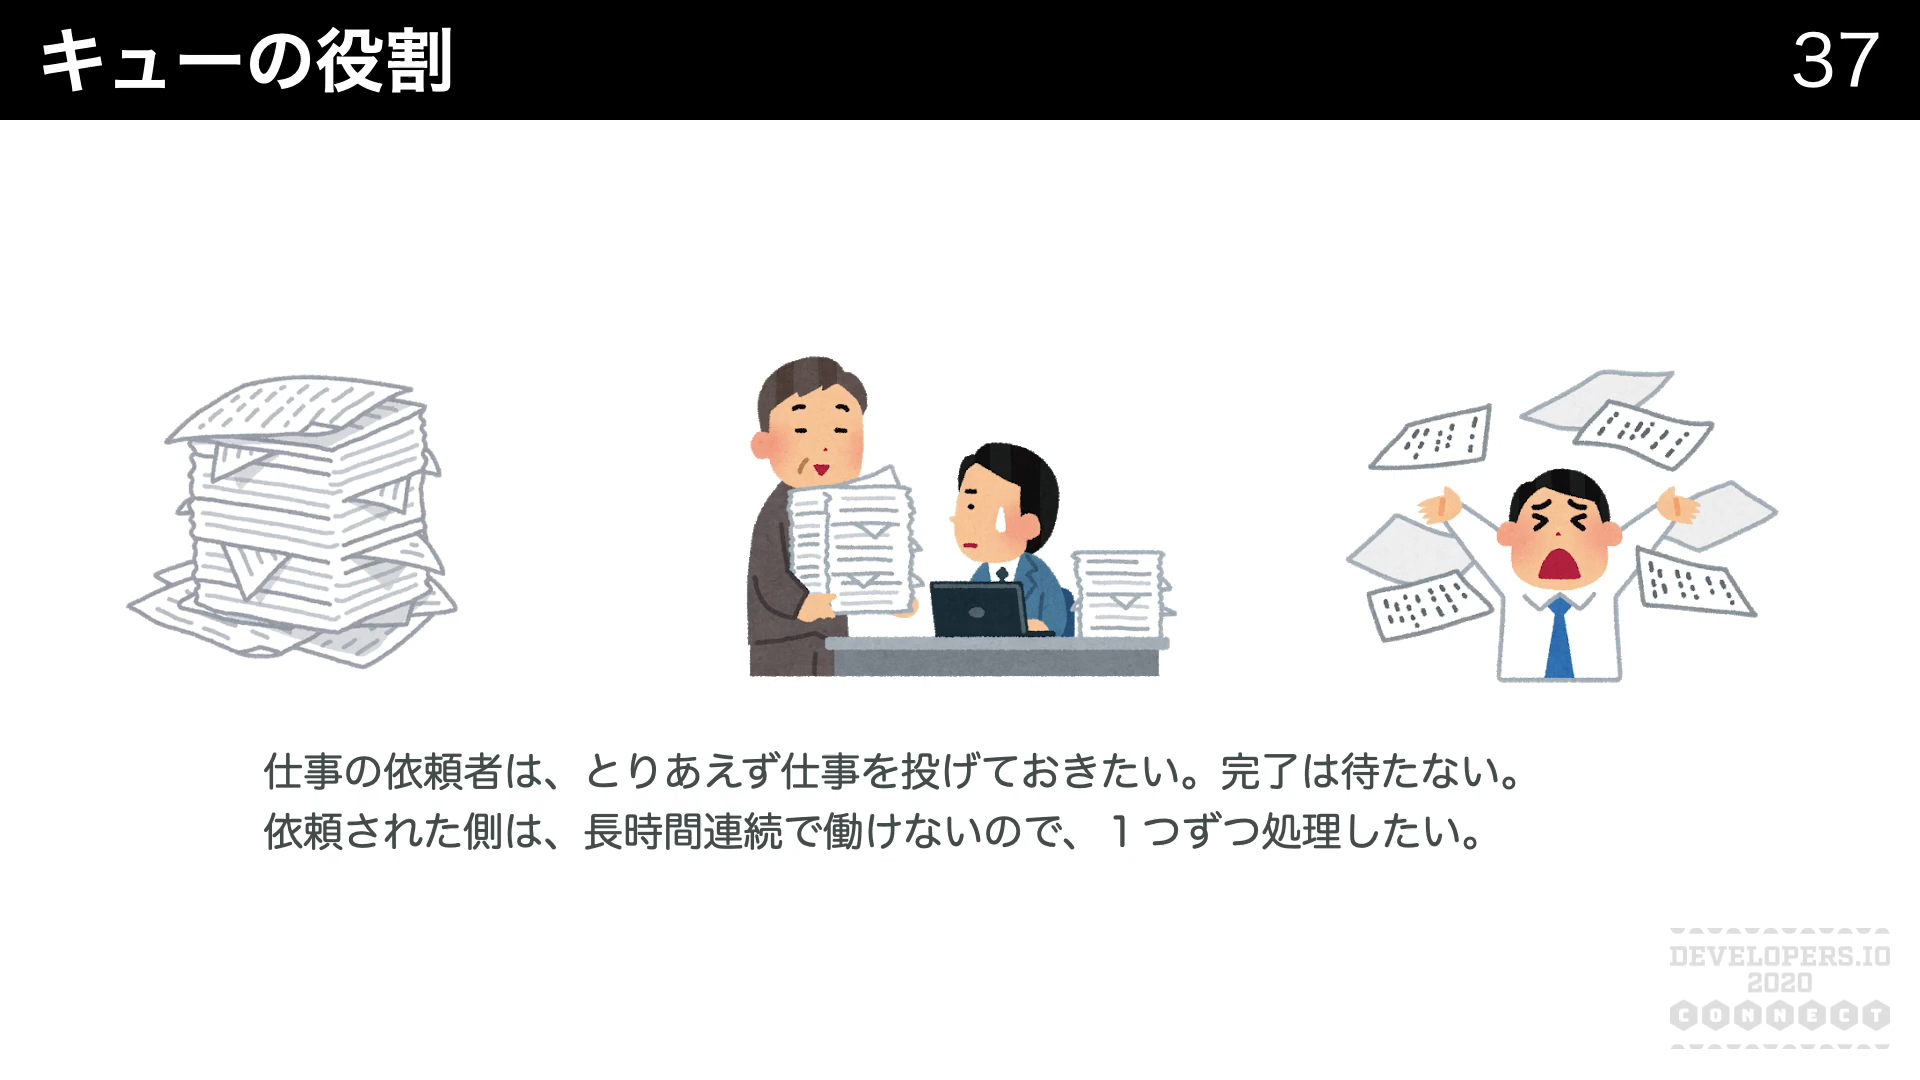 キューの役割
37
仕事の依頼者は、とりあえず仕事を投げておきたい。完了は待たない。
依頼された側は、長時間連続で働けないので、１つずつ処理したい。
DEVELOPERS.IO
2020
CONNECT